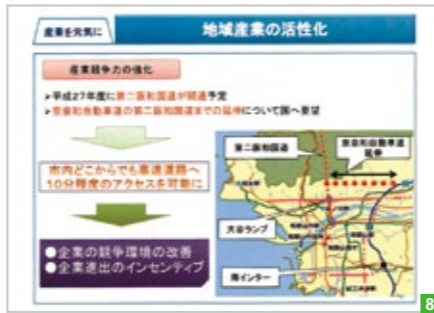 産業を元気に
地域産業の活性化
産業競争力の強化
➢平成27年度に第二阪和国道が開通予定
➢京奈和自動車道の第二阪和国道までの延伸について国へ要望
市内どこからでも高速道路へ
10分程度のアクセスを可能に
●企業の競争環境の改善
●企業進出のインセンティブ
第二阪和国道
京奈和自動車道
延伸
大谷ランプ
南インター
8